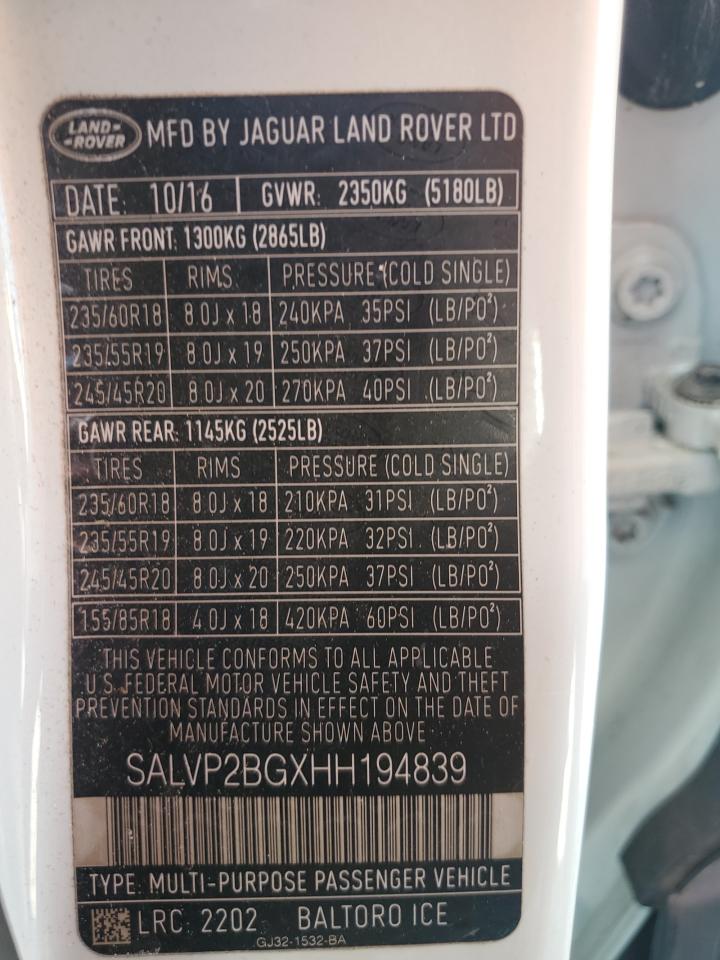 LAND-
-ROVER
MFD BY JAGUAR LAND ROVER LTD
DATE: 10/16 GVWR: 2350KG (5180LB)
GAWR FRONT: 1300KG (2865LB)
TIRES RIMS PRESSURE (COLD SINGLE)
235/60R18 8.0J x 18 240KPA 35PSI (LB/PO²)
235/55R19 8.0J x 19 250KPA 37PSI (LB/PO²)
245/45R20 8.0J x 20 270KPA 40PSI (LB/PO²)
GAWR REAR: 1145KG (2525LB)
TIRES RIMS PRESSURE (COLD SINGLE)
235/60R18 8.0J x 18 210KPA 31PSI (LB/PO²)
235/55R19 8.0J x 19 220KPA 32PSI (LB/PO²)
245/45R20 8.0J x 20 250KPA 37PSI (LB/PO²)
155/85R18 4.0J x 18 420KPA 60PSI (LB/PO²)
THIS VEHICLE CONFORMS TO ALL APPLICABLE
U.S. FEDERAL MOTOR VEHICLE SAFETY AND THEFT
PREVENTION STANDARDS IN EFFECT ON THE DATE OF
MANUFACTURE SHOWN ABOVE
SALVP2BGXHH194839
TYPE: MULTI-PURPOSE PASSENGER VEHICLE
LRC 2202 BALTORO ICE
GJ32-1532-BA